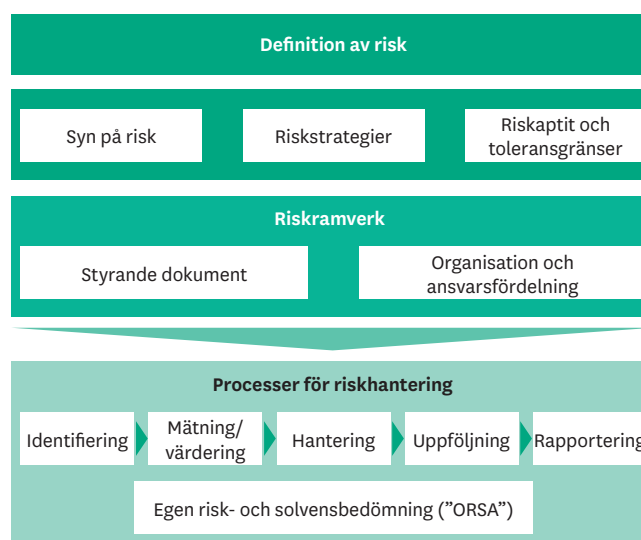 Definition av risk
Syn på risk
Riskstrategier
Riskaptit och
toleransgränser
Riskramverk
Styrande dokument
Organisation och
ansvarsfördelning
Processer för riskhantering
Identifiering
Mätning/
värdering
Hantering
Uppföljning
Rapportering
Egen risk- och solvensbedömning (”ORSA”)